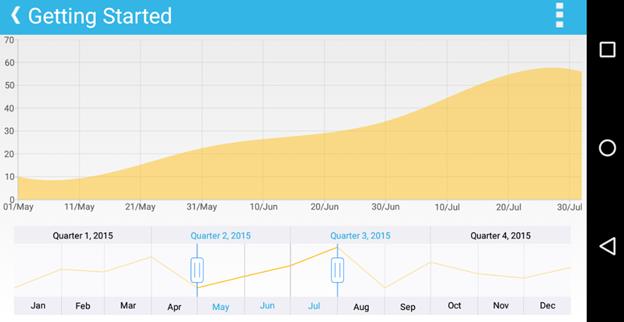 Getting Started
70
60
50
40
30
20
10
0
01/May 11/May 21/May 31/May 10/Jun 20/Jun 30/Jun 10/Jul 20/Jul 30/Jul
Quarter 1, 2015 Quarter 2, 2015 Quarter 3, 2015 Quarter 4, 2015
Jan Feb Mar Apr May Jun Jul Aug Sep Oct Nov Dec